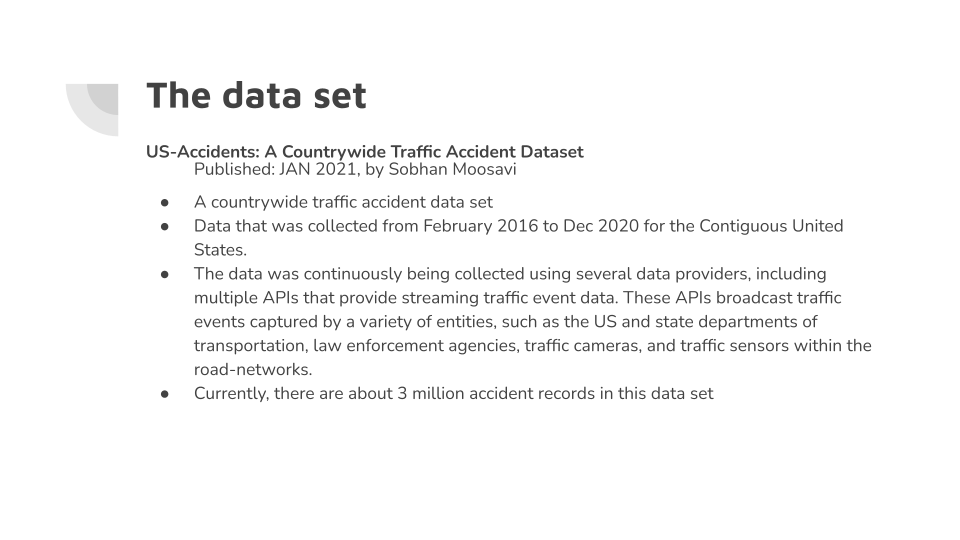 The data set
US-Accidents: A Countrywide Traffic Accident Dataset
Published: JAN 2021, by Sobhan Moosavi
● A countrywide traffic accident data set
● Data that was collected from February 2016 to Dec 2020 for the Contiguous United
States.
● The data was continuously being collected using several data providers, including
multiple APIs that provide streaming traffic event data. These APIs broadcast traffic
events captured by a variety of entities, such as the US and state departments of
transportation, law enforcement agencies, traffic cameras, and traffic sensors within the
road-networks.
● Currently, there are about 3 million accident records in this data set